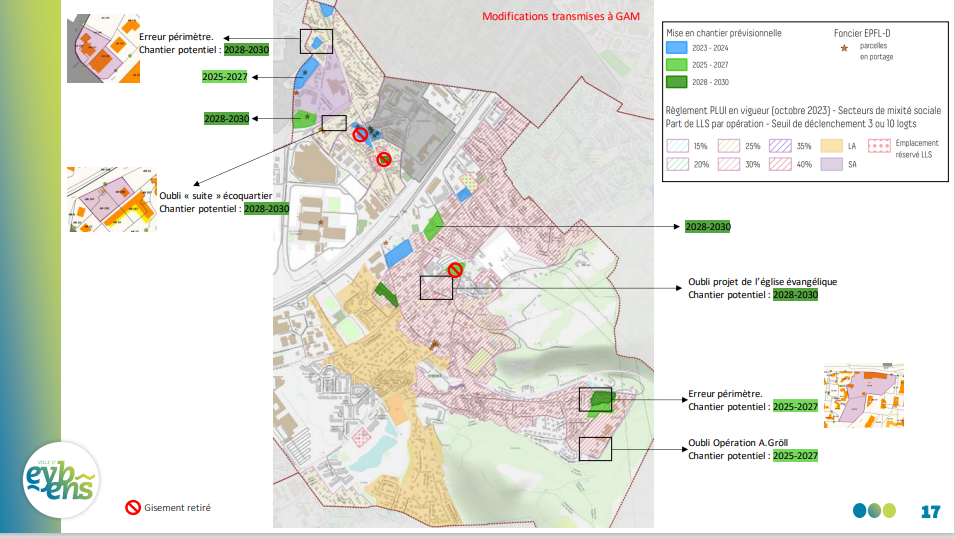 Modifications transmises à GAM
Erreur périmètre.
Chantier potentiel : 2028-2030
2025-2027
2028-2030
Oubli « suite » écoquartier
Chantier potentiel : 2028-2030
Mise en chantier prévisionnelle
2023 - 2024
2025 - 2027
2028 - 2030
Foncier EPFL-D
parcelles
en portage
Règlement PLUI en vigueur (octobre 2023) - Secteurs de mixité sociale
Part de LLS par opération - Seuil de déclenchement 3 ou 10 logts
15%
25%
35%
LA
Emplacement
réservé LLS
20%
30%
40%
SA
2028-2030
Oubli projet de l'église évangélique
Chantier potentiel : 2028-2030
Erreur périmètre.
Chantier potentiel : 2025-2027
Oubli Opération A.Gröll
Chantier potentiel : 2025-2027
VILLE D'
eybens
Gisement retiré
17